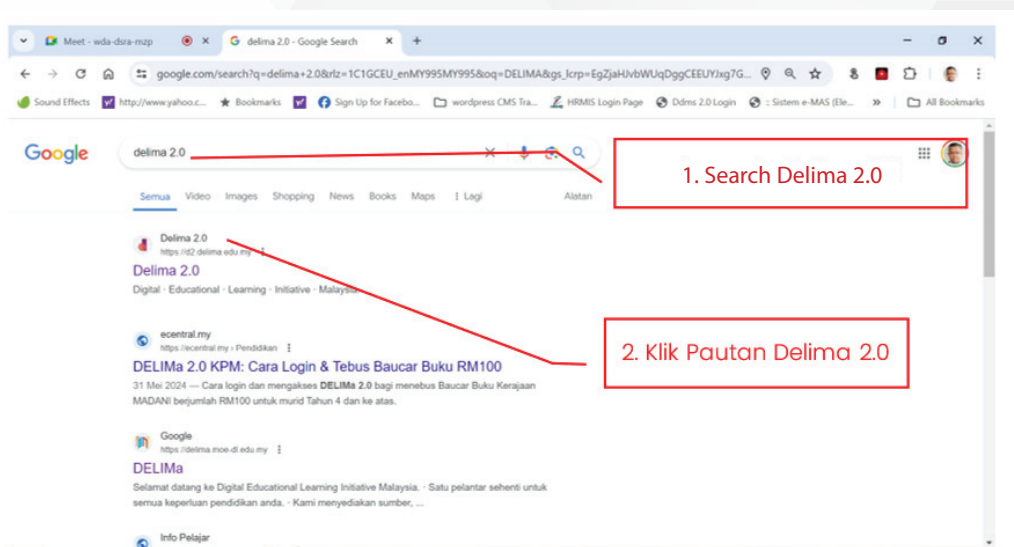 Meet - wda-dsra-mzp
delima 2.0 - Google Search
google.com/search?q=delima+2.0&rlz=1C1GCEU_enMY995MY995&oq=DELIMA&gs_lcrp=EgZjaHJvbWUqDggCEEUYJxg7G...
Sound Effects
http://www.yahoo.c...
Bookmarks
Sign Up for Facebo...
wordpress CMS Tra...
HRMIS Login Page
Ddms 2.0 Login
:: Sistem e-MAS (Ele...
All Bookmarks
Google
delima 2.0
1. Search Delima 2.0
Semua Video Images Shopping News Books Maps Lagi Alatan
Delima 2.0
https://d2.delima.edu.my
Delima 2.0
Digital · Educational · Learning · Initiative · Malaysia
ecentral.my
https://ecentral.my › Pendidikan
DELIMa 2.0 KPM: Cara Login & Tebus Baucar Buku RM100
31 Mei 2024 — Cara login dan mengakses DELIMa 2.0 bagi menebus Baucar Buku Kerajaan
MADANI berjumlah RM100 untuk murid Tahun 4 dan ke atas.
2. Klik Pautan Delima 2.0
Google
https://delima.moe-dl.edu.my
DELIMa
Selamat datang ke Digital Educational Learning Initiative Malaysia. · Satu pelantar sehenti untuk
semua keperluan pendidikan anda. · Kami menyediakan sumber, ...
Info Pelajar